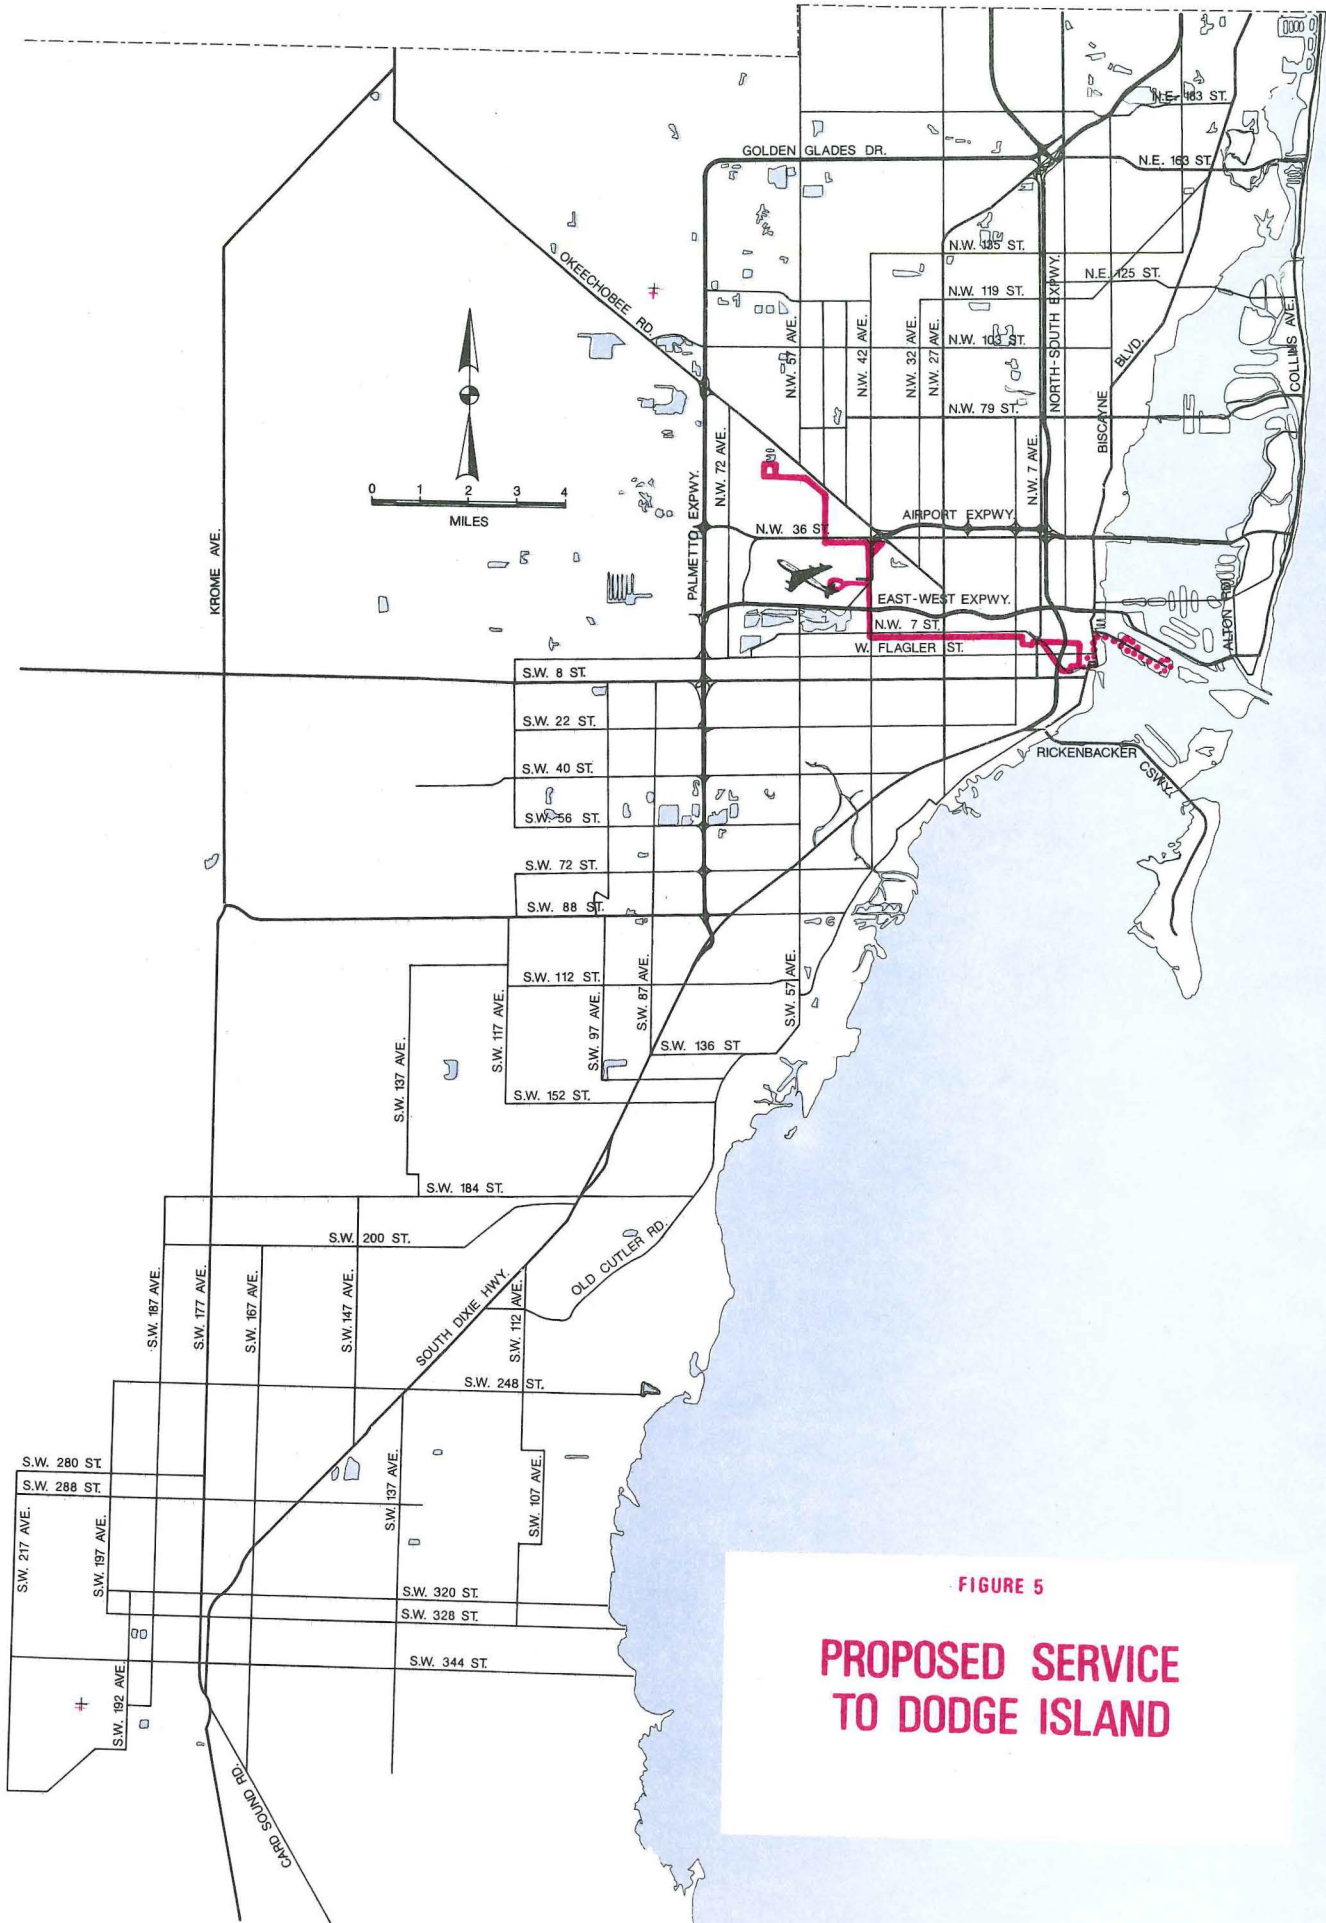 N.E. 183 ST.
GOLDEN GLADES DR.
N.E. 163 ST.
N.W. 135 ST.
OKEECHOBEE RD.
N.E. 125 ST.
N.W. 119 ST.
N.W. 57 AVE.
N.W. 42 AVE.
N.W. 32 AVE.
N.W. 27 AVE.
N.W. 103 ST.
NORTH-SOUTH EXPWY.
BISCAYNE BLVD.
COLLINS AVE.
N.W. 79 ST.
N.W. 72 AVE.
N.W. 7 AVE.
PALMETTO EXPWY.
0 1 2 3 4
MILES
AIRPORT EXPWY.
N.W. 36 ST.
KROME AVE.
EAST-WEST EXPWY.
ALTON RD.
N.W. 7 ST.
W. FLAGLER ST.
S.W. 8 ST.
S.W. 22 ST.
RICKENBACKER CSWY.
S.W. 40 ST.
S.W. 56 ST.
S.W. 72 ST.
S.W. 88 ST.
S.W. 112 ST.
S.W. 57 AVE.
S.W. 87 AVE.
S.W. 97 AVE.
S.W. 117 AVE.
S.W. 137 AVE.
S.W. 136 ST
S.W. 152 ST.
S.W. 184 ST.
S.W. 200 ST.
OLD CUTLER RD.
S.W. 187 AVE.
S.W. 177 AVE.
S.W. 167 AVE.
S.W. 147 AVE.
SOUTH DIXIE HWY.
S.W. 112 AVE.
S.W. 248 ST.
S.W. 280 ST.
S.W. 288 ST.
S.W. 217 AVE.
S.W. 197 AVE.
S.W. 137 AVE.
S.W. 107 AVE.
S.W. 320 ST.
S.W. 328 ST.
S.W. 344 ST.
S.W. 192 AVE.
CARD SOUND RD.
FIGURE 5
PROPOSED SERVICE
TO DODGE ISLAND